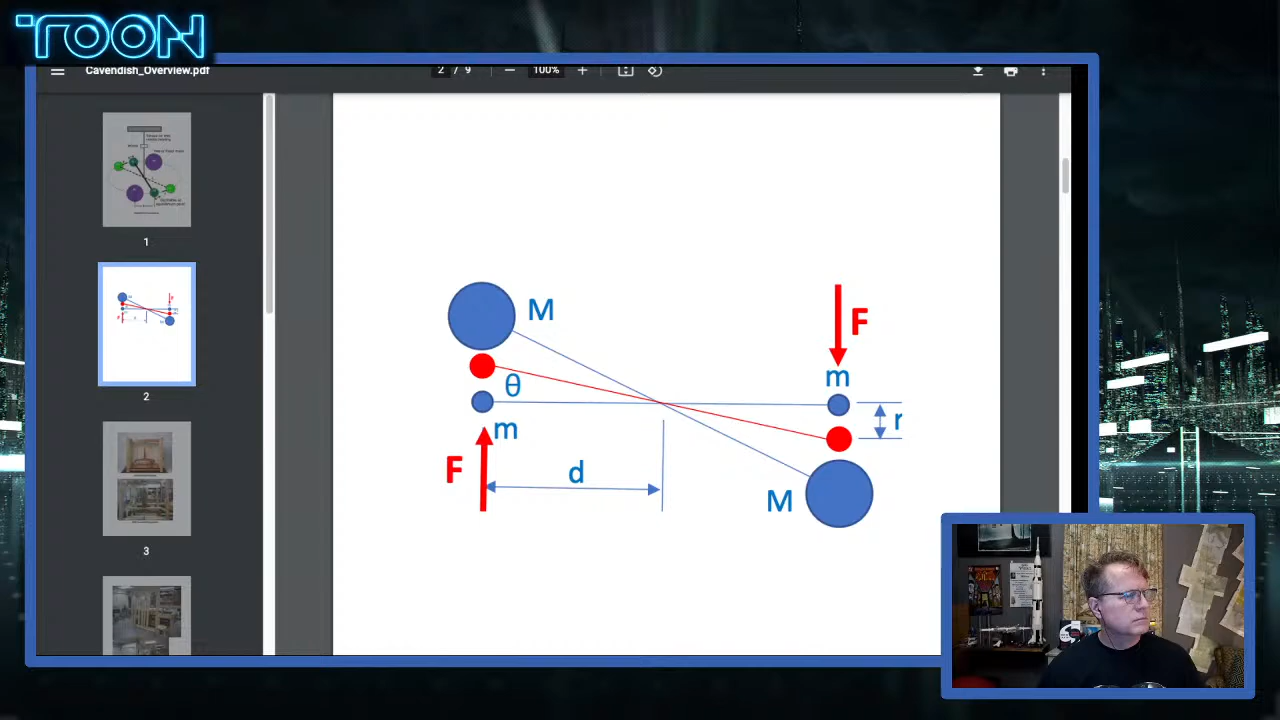 TOON
Cavendish_Overview.pdf
2 / 9
100%
1
2
3
M
F
m
θ
r
m
F
d
M